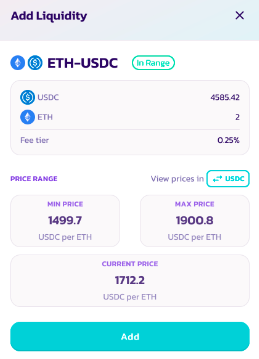 Add Liquidity
ETH-USDC In Range
USDC 4585.42
ETH 2
Fee tier 0.25%
PRICE RANGE View prices in USDC
MIN PRICE
1499.7
USDC per ETH
MAX PRICE
1900.8
USDC per ETH
CURRENT PRICE
1712.2
USDC per ETH
Add